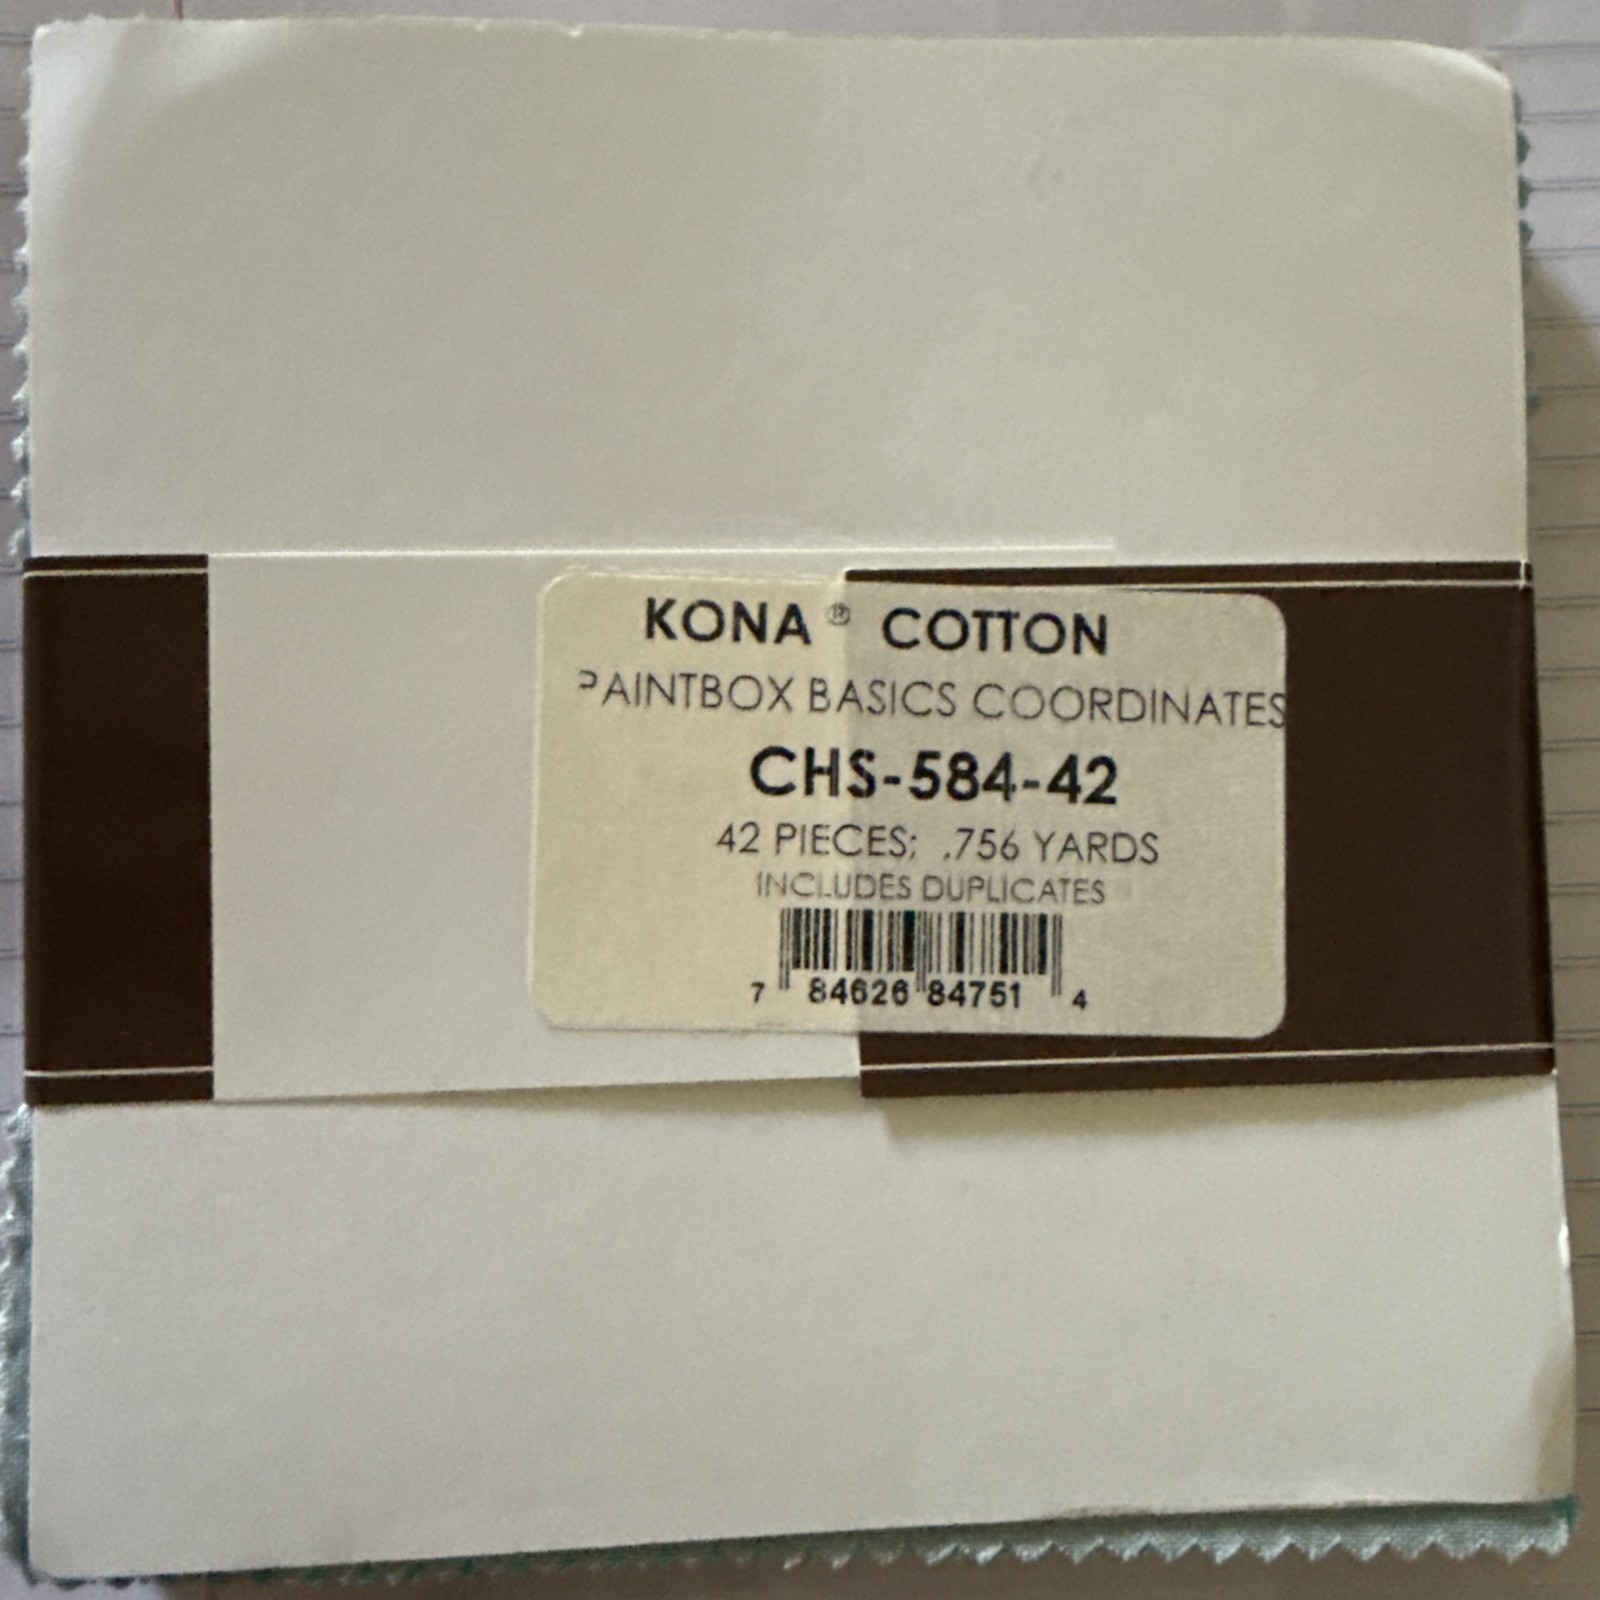 KONA® COTTON
PAINTBOX BASICS COORDINATES
CHS-584-42
42 PIECES; .756 YARDS
INCLUDES DUPLICATES
7 84626 84751 4